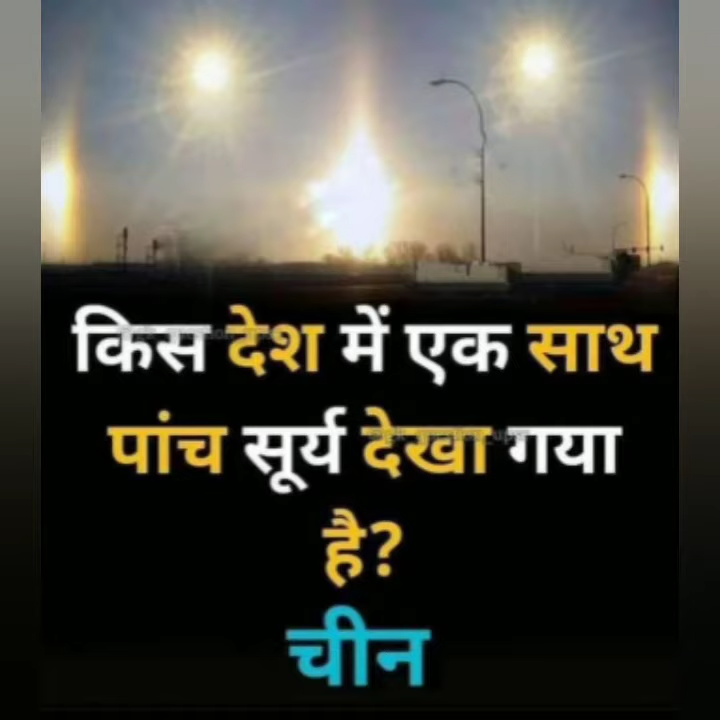 किस देश में एक साथ
पांच सूर्य देखा गया
है?
चीन